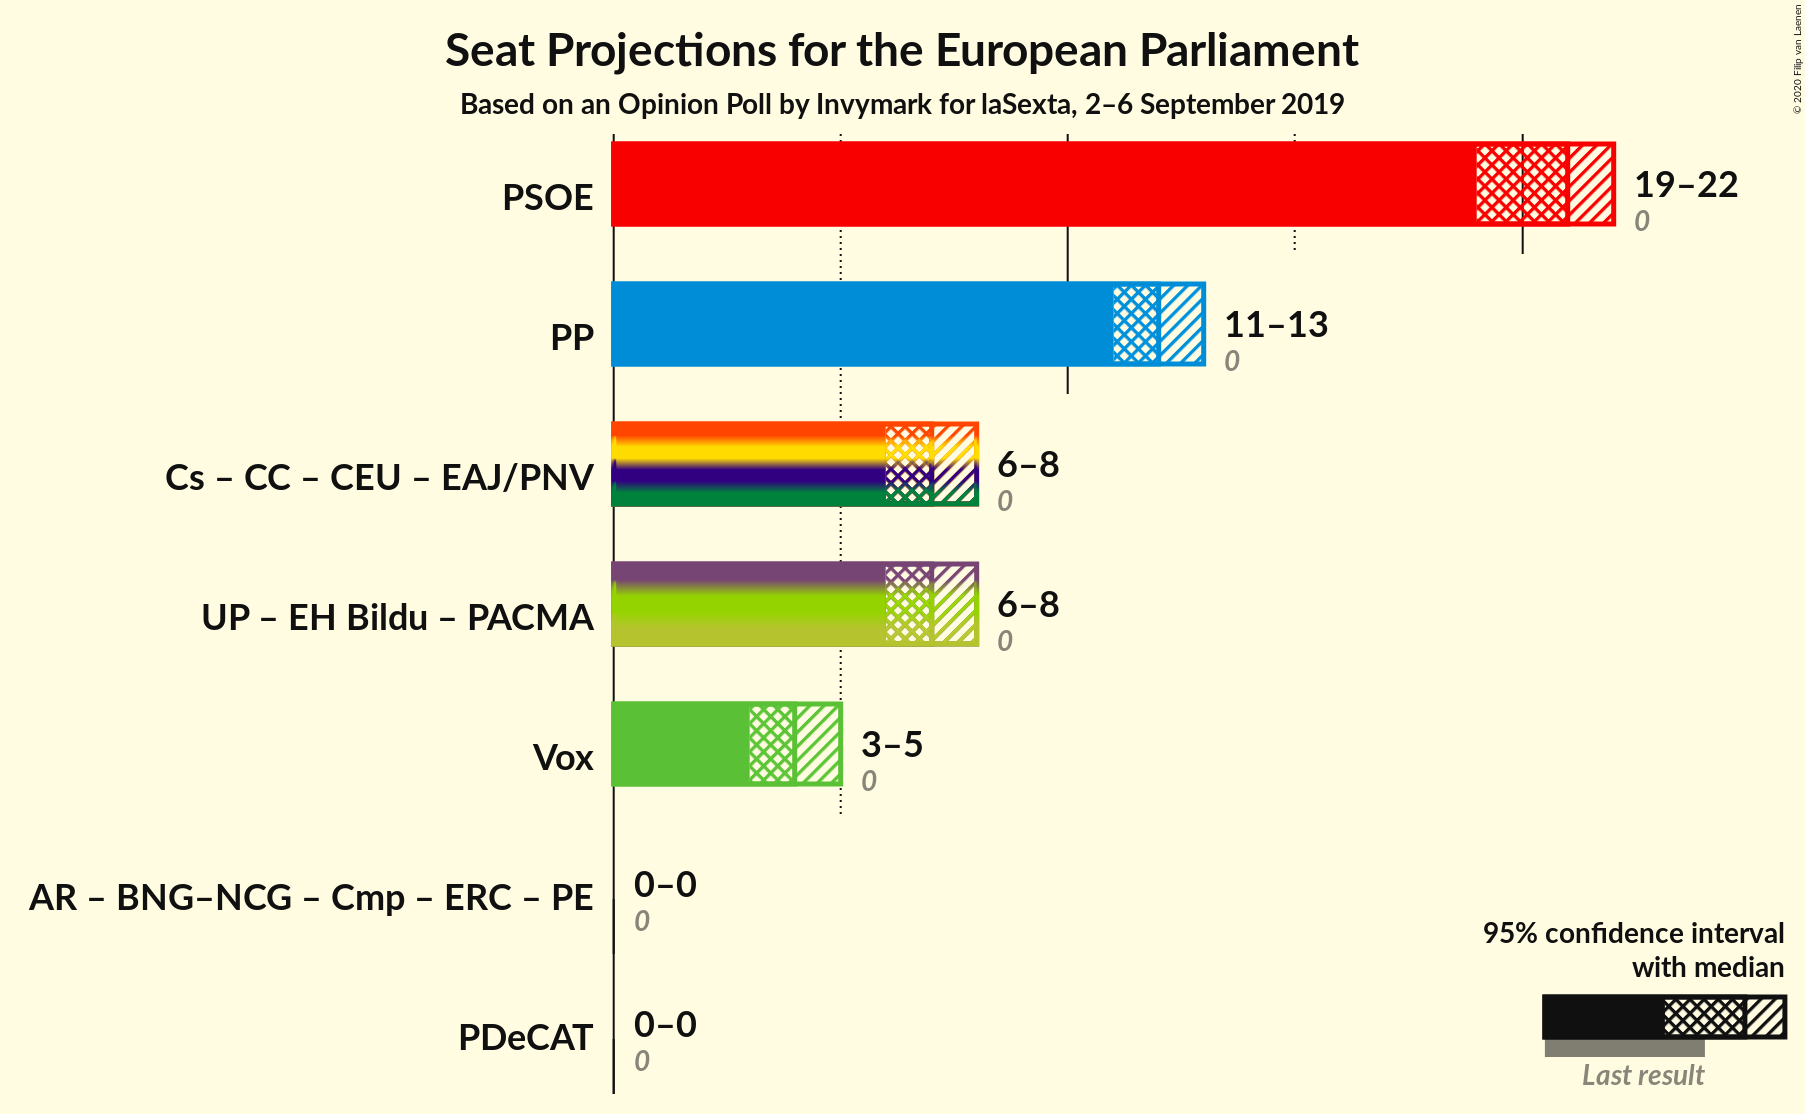 Seat Projections for the European Parliament
Based on an Opinion Poll by Invymark for laSexta, 2–6 September 2019
© 2020 Filip van Laenen
PSOE
19–22
0
PP
11–13
0
Cs – CC – CEU – EAJ/PNV
6–8
0
UP – EH Bildu – PACMA
6–8
0
Vox
3–5
0
AR – BNG–NCG – Cmp – ERC – PE
0–0
0
PDeCAT
0–0
0
95% confidence interval
with median
Last result